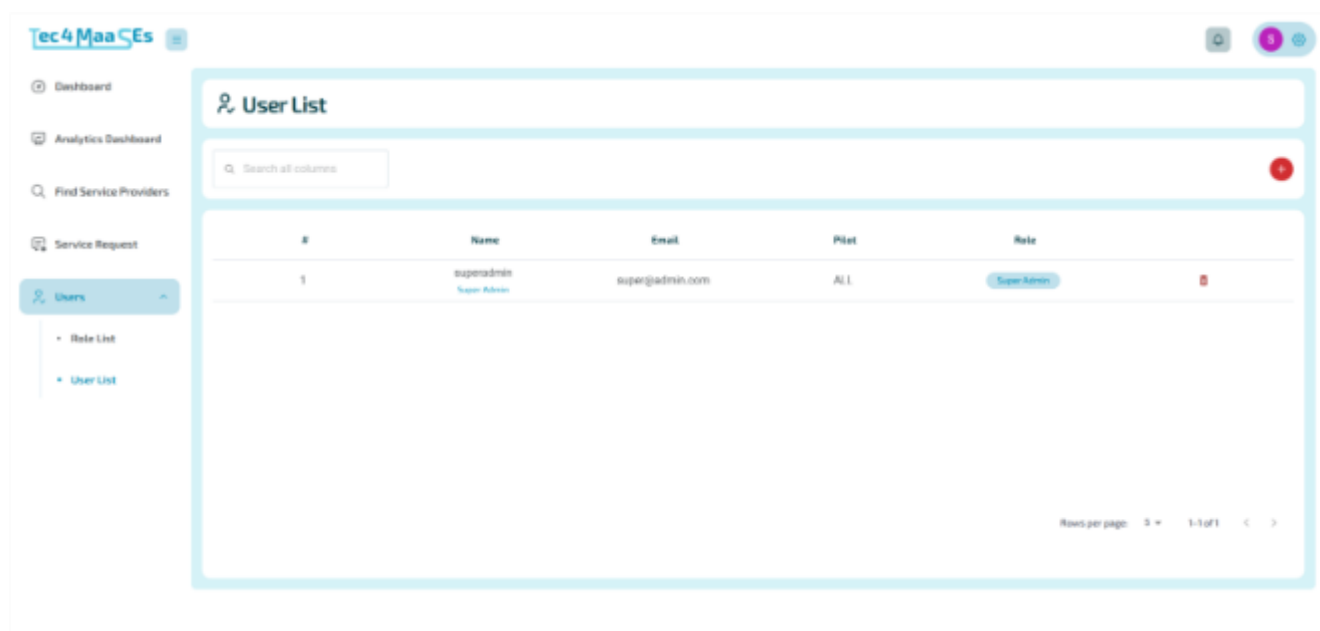 Tec4MaaSEs
S
Dashboard
Analytics Dashboard
Find Service Providers
Service Request
Users
Role List
User List
User List
Search all columns
# Name Email Pilot Role
1 superadmin super@admin.com ALL Super Admin
Super Admin
Rows per page: 5 1-1 of 1